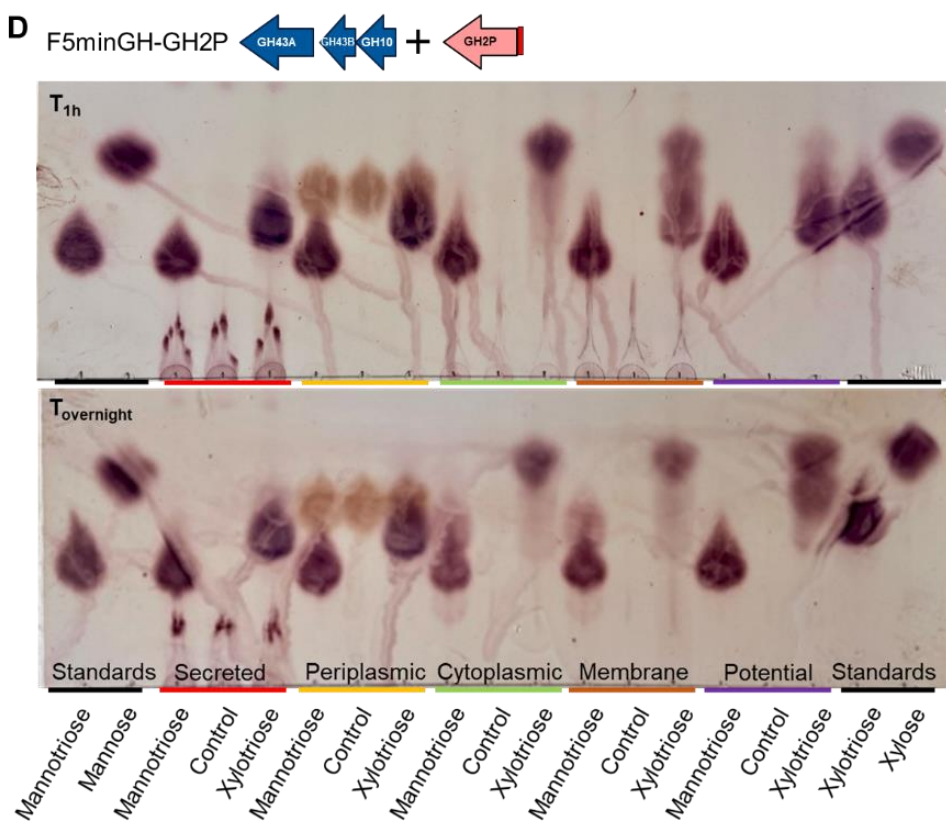 D
F5minGH-GH2P GH43A GH43B GH10 + GH2P
T1h
Tovernight
Standards Secreted Periplasmic Cytoplasmic Membrane Potential Standards
Mannotriose
Mannose
Mannotriose
Control
Xylotriose
Mannotriose
Control
Xylotriose
Mannotriose
Control
Xylotriose
Mannotriose
Control
Xylotriose
Mannotriose
Control
Xylotriose
Xylotriose
Xylose